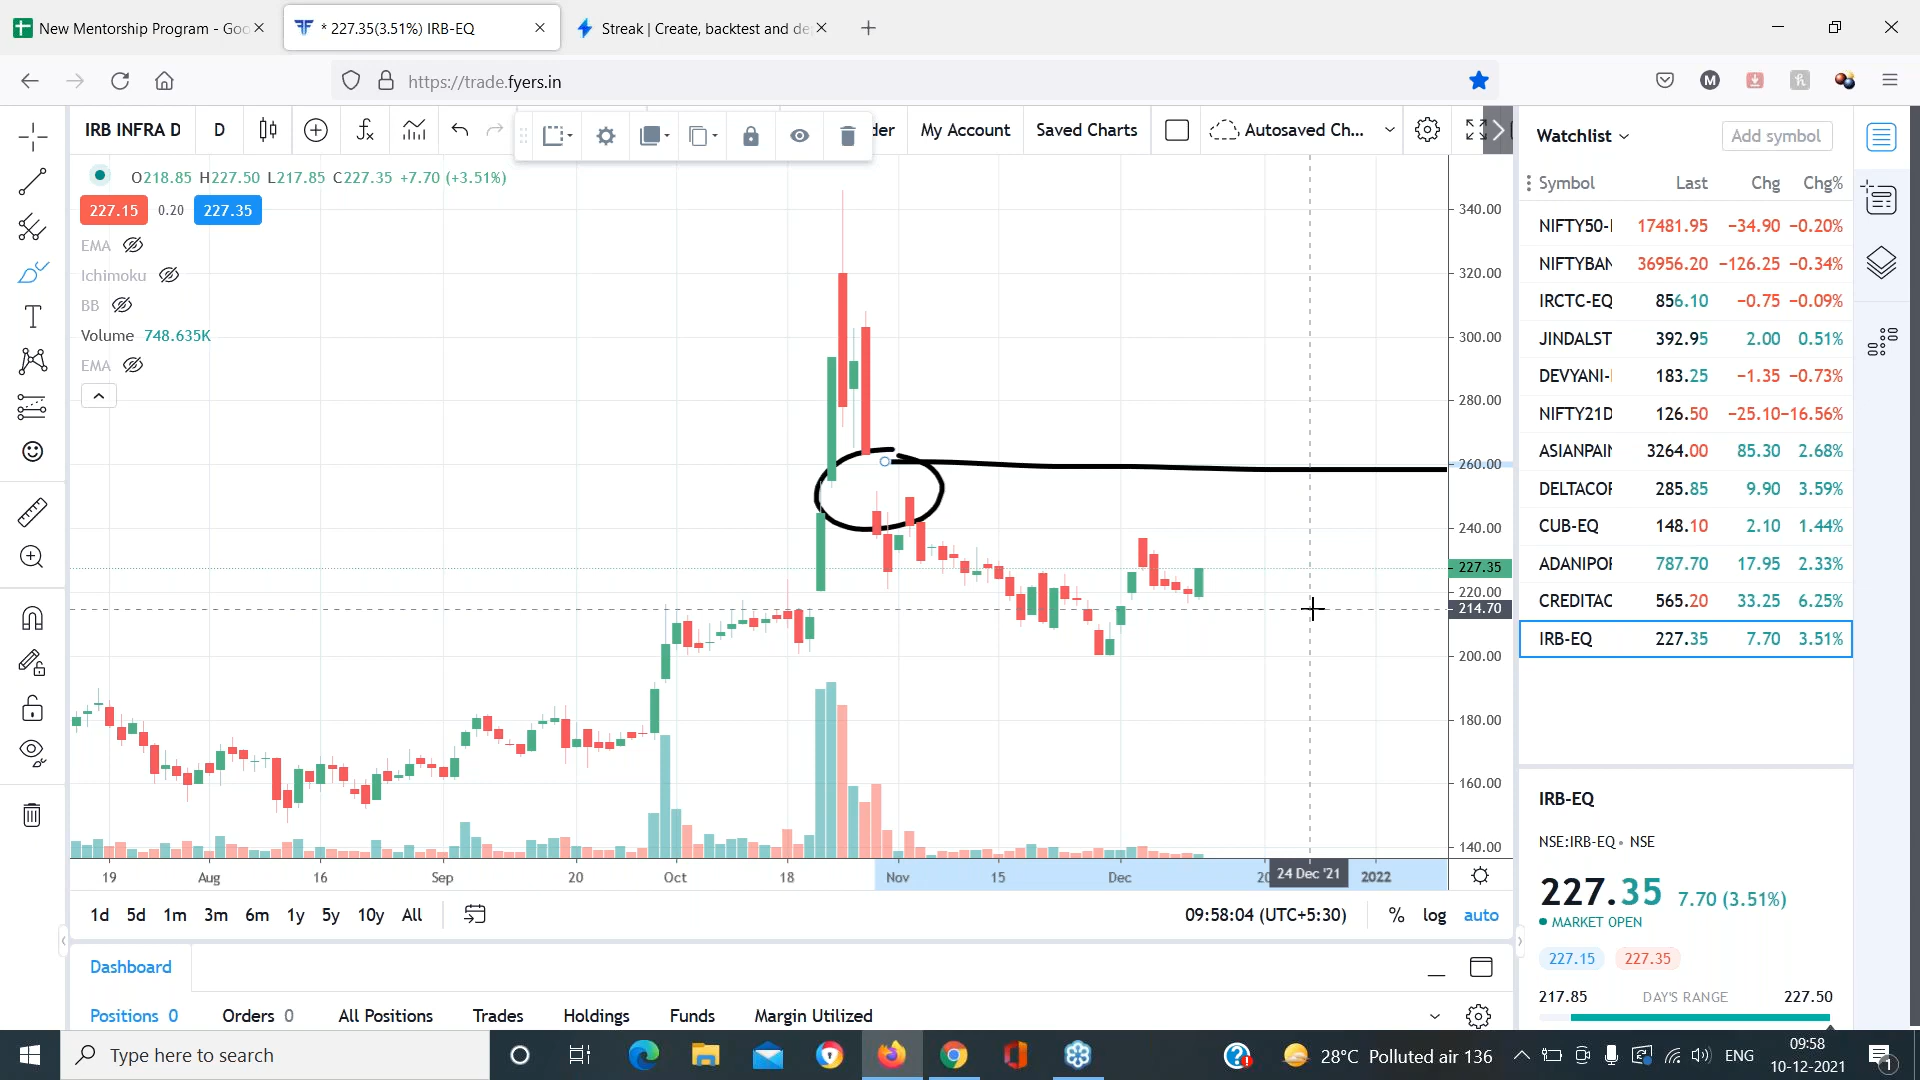 New Mentorship Program - Goo
* 227.35(3.51%) IRB-EQ
Streak | Create, backtest and de
https://trade.fyers.in
IRB INFRA D
D
der
My Account
Saved Charts
Autosaved Ch...
O218.85 H227.50 L217.85 C227.35 +7.70 (+3.51%)
227.15
0.20
227.35
EMA
Ichimoku
BB
Volume 748.635K
EMA
340.00
320.00
300.00
280.00
260.00
240.00
227.35
220.00
214.70
200.00
180.00
160.00
140.00
19
Aug
16
Sep
20
Oct
18
Nov
15
Dec
20
24 Dec '21
2022
1d 5d 1m 3m 6m 1y 5y 10y All
09:58:04 (UTC+5:30)
%
log
auto
Dashboard
Positions 0
Orders 0
All Positions
Trades
Holdings
Funds
Margin Utilized
Watchlist
Add symbol
Symbol Last Chg Chg%
NIFTY50-I 17481.95 −34.90 −0.20%
NIFTYBAN 36956.20 −126.25 −0.34%
IRCTC-EQ 856.10 −0.75 −0.09%
JINDALST 392.95 2.00 0.51%
DEVYANI-I 183.25 −1.35 −0.73%
NIFTY21D 126.50 −25.10 −16.56%
ASIANPAIN 3264.00 85.30 2.68%
DELTACOF 285.85 9.90 3.59%
CUB-EQ 148.10 2.10 1.44%
ADANIPOF 787.70 17.95 2.33%
CREDITAC 565.20 33.25 6.25%
IRB-EQ 227.35 7.70 3.51%
IRB-EQ
NSE:IRB-EQ • NSE
227.35 7.70 (3.51%)
MARKET OPEN
227.15
227.35
217.85 DAY'S RANGE 227.50
Type here to search
28°C Polluted air 136
ENG
09:58
10-12-2021
1